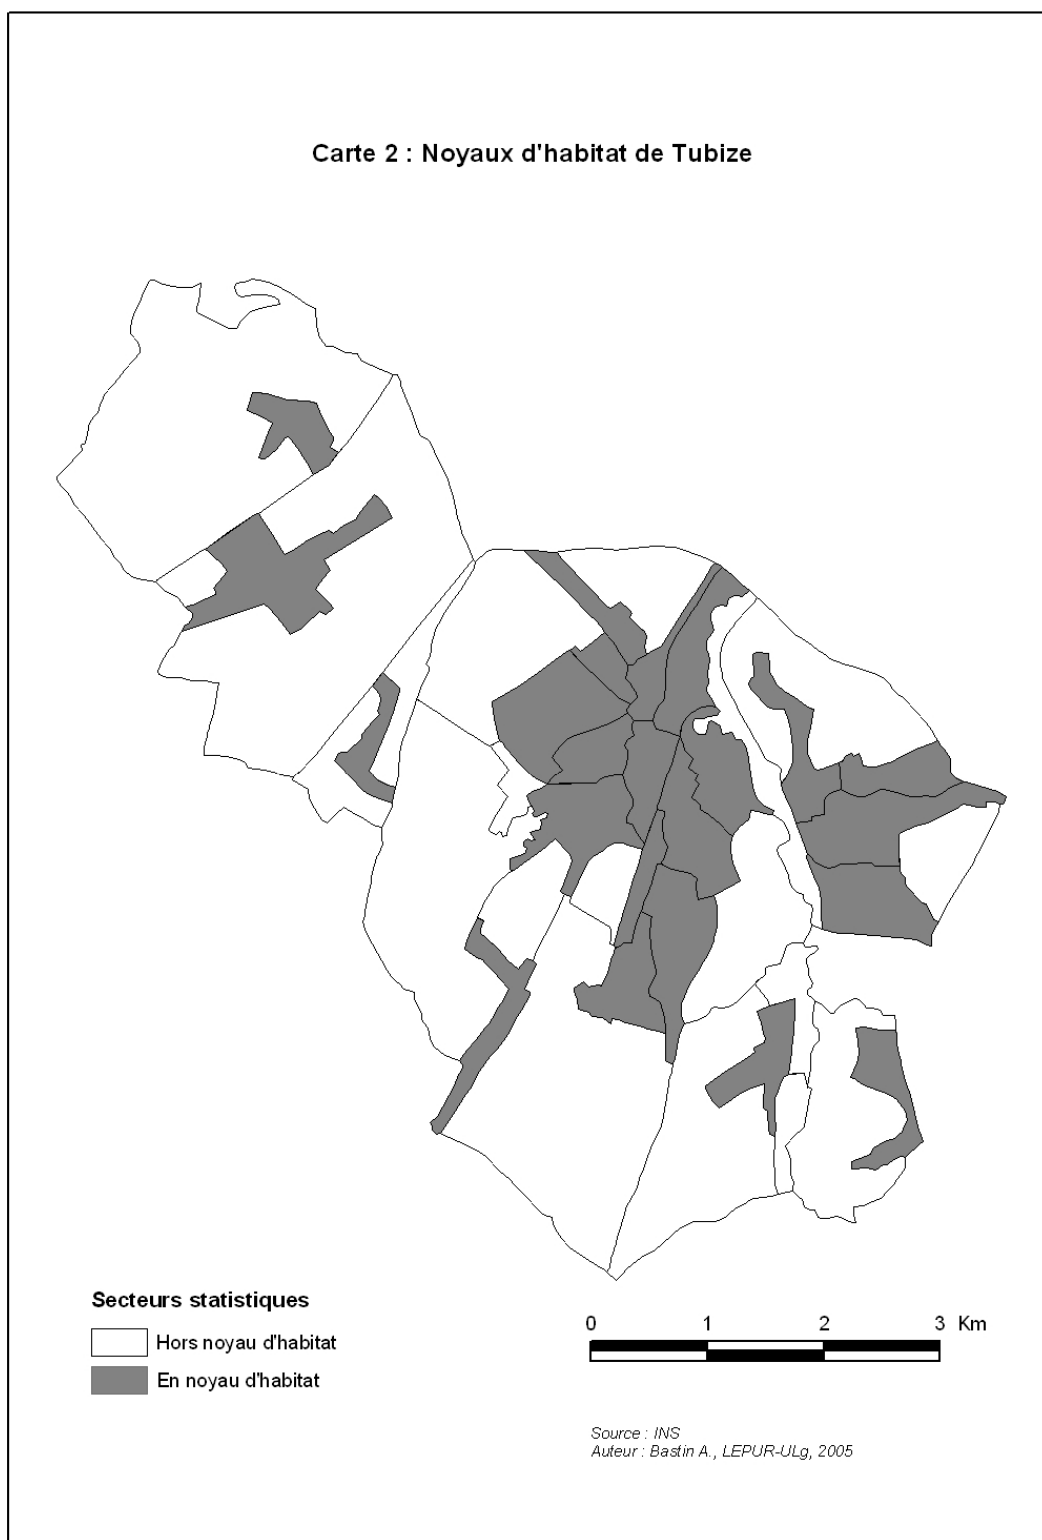 Carte 2 : Noyaux d'habitat de Tubize
Secteurs statistiques
Hors noyau d'habitat
En noyau d'habitat
0 1 2 3 Km
Source : INS
Auteur : Bastin A., LEPUR-ULg, 2005